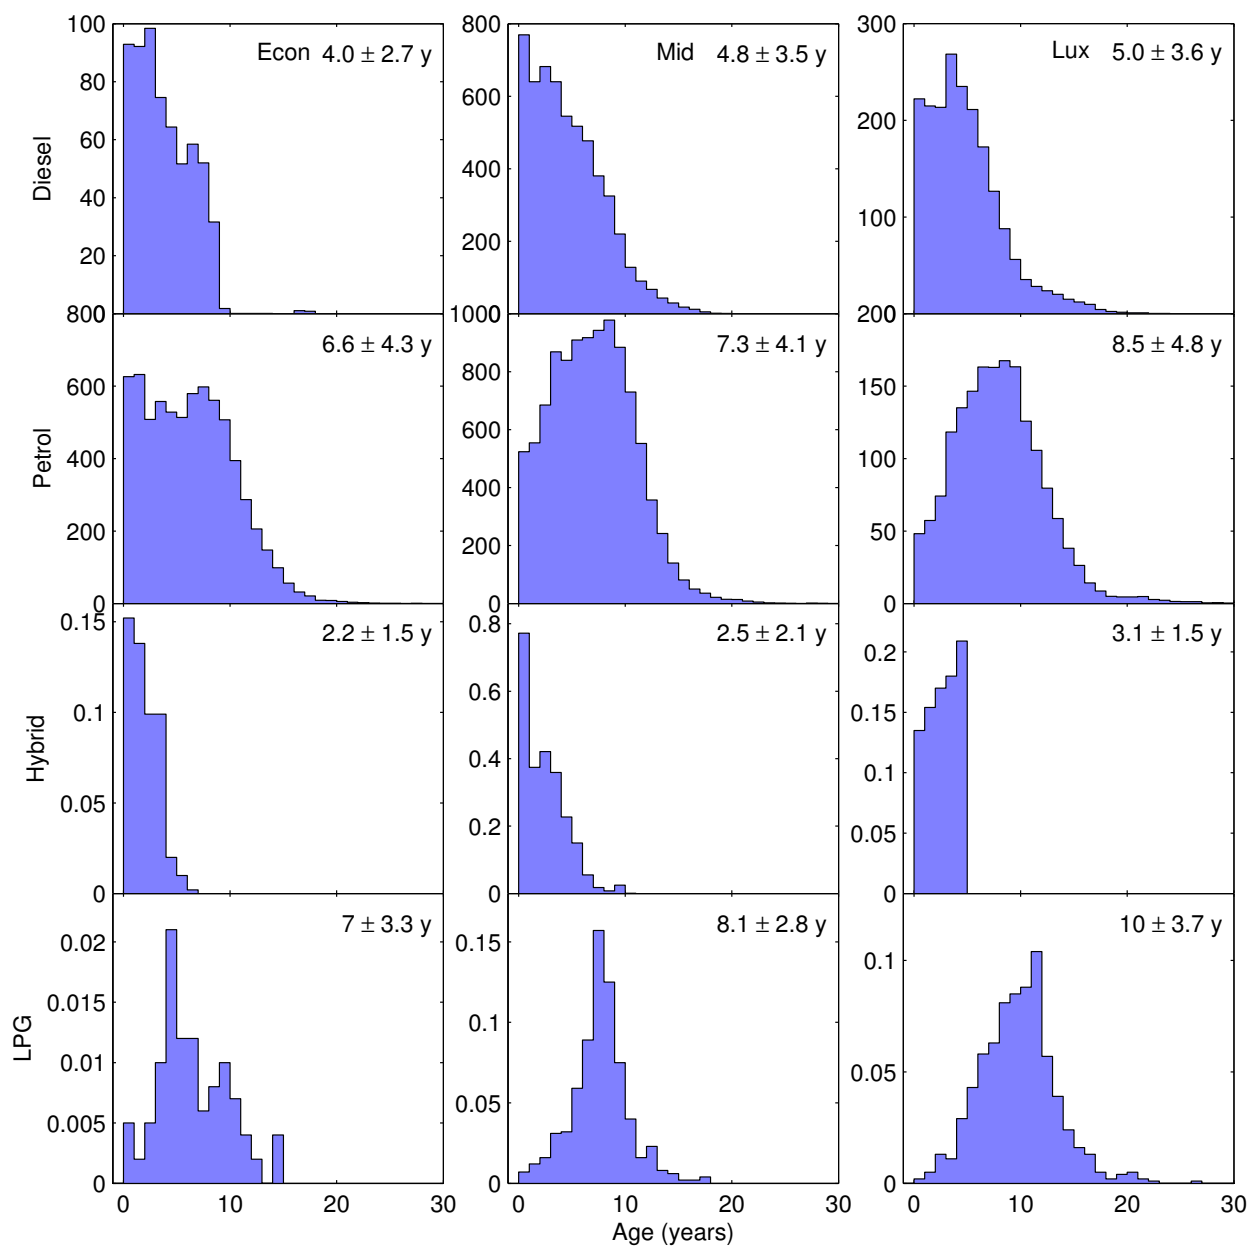 100
80
60
40
20
Diesel
Econ 4.0 ± 2.7 y
800
600
400
200
Mid 4.8 ± 3.5 y
300
200
100
Lux 5.0 ± 3.6 y
0
800
600
400
200
0
Petrol
6.6 ± 4.3 y
0
1000
800
600
400
200
0
7.3 ± 4.1 y
0
200
150
100
50
0
8.5 ± 4.8 y
0.15
0.1
0.05
0
Hybrid
2.2 ± 1.5 y
0.8
0.6
0.4
0.2
0
2.5 ± 2.1 y
0.2
0.15
0.1
0.05
0
3.1 ± 1.5 y
0.02
0.015
0.01
0.005
0
LPG
7 ± 3.3 y
0 10 20 30
0.15
0.1
0.05
0
8.1 ± 2.8 y
0 10 20 30
0.1
0.05
0
10 ± 3.7 y
0 10 20 30
Age (years)